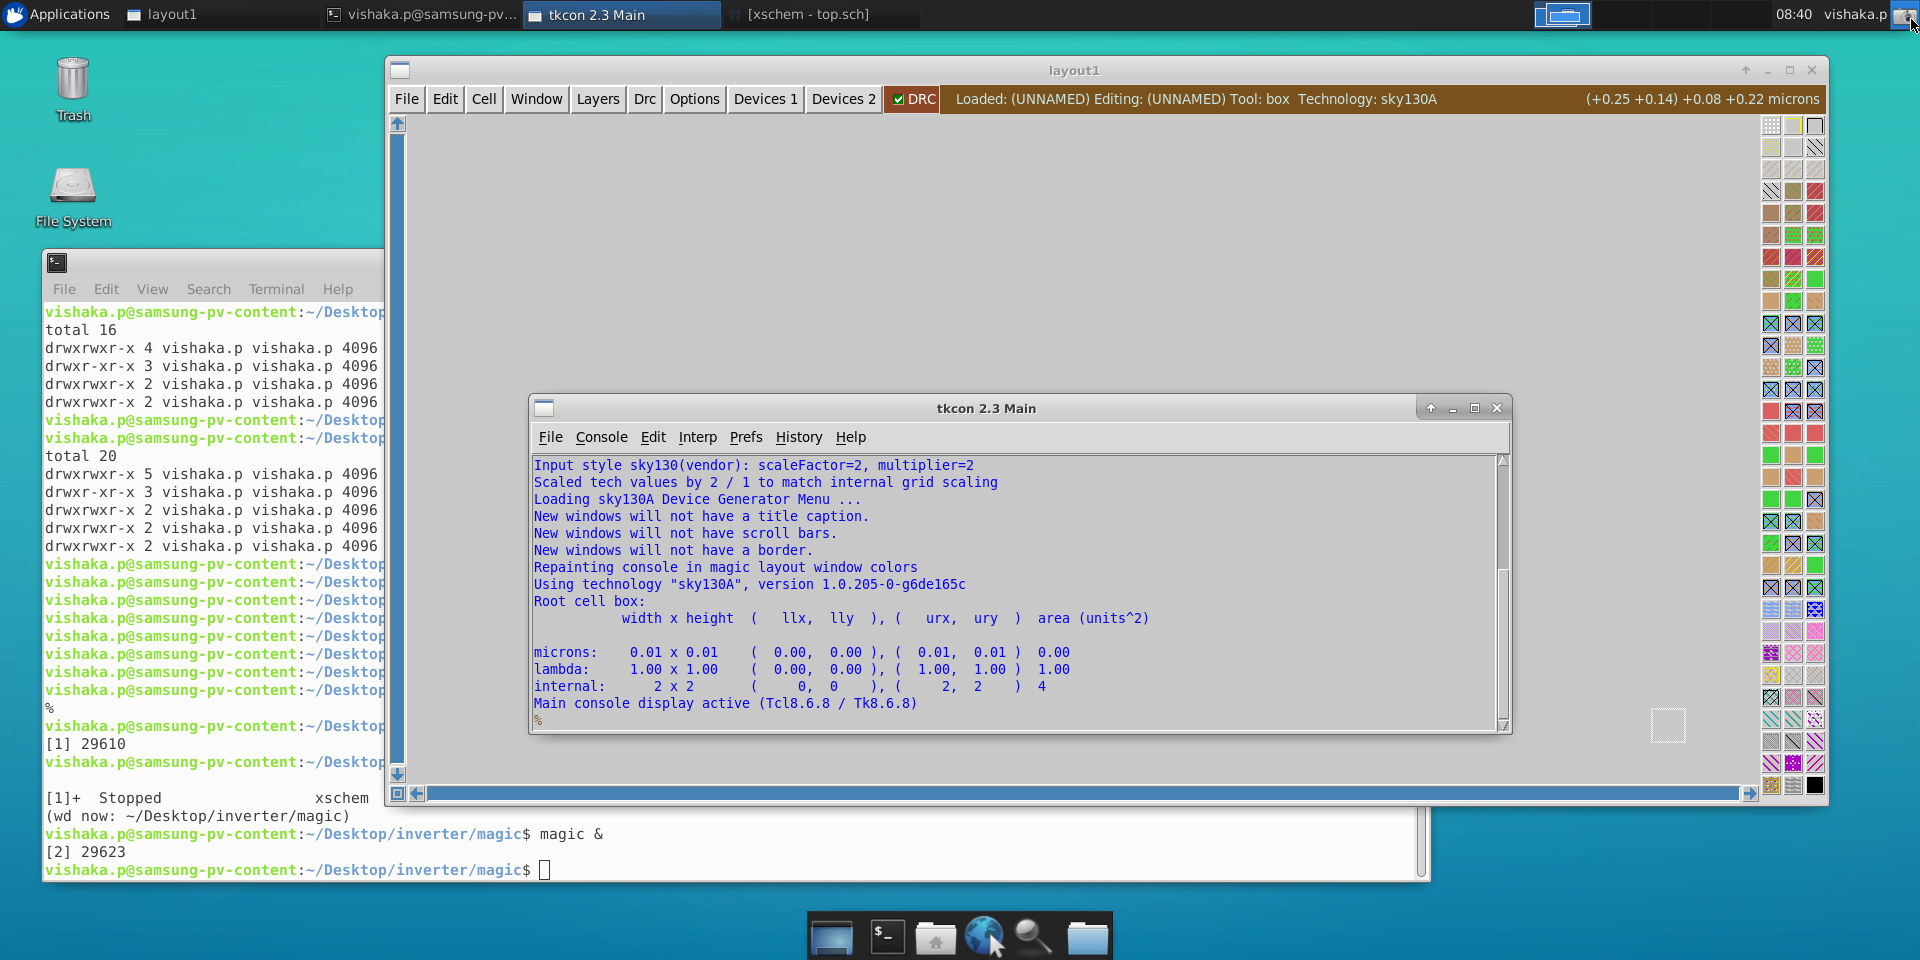 Applications
layout1
vishaka.p@samsung-pv...
tkcon 2.3 Main
[xschem - top.sch]
08:40
vishaka.p
Trash
File System
layout1
File Edit Cell Window Layers Drc Options Devices 1 Devices 2 DRC Loaded: (UNNAMED) Editing: (UNNAMED) Tool: box Technology: sky130A (+0.25 +0.14) +0.08 +0.22 microns
File Edit View Search Terminal Help
vishaka.p@samsung-pv-content:~/Desktop
total 16
drwxrwxr-x 4 vishaka.p vishaka.p 4096
drwxr-xr-x 3 vishaka.p vishaka.p 4096
drwxrwxr-x 2 vishaka.p vishaka.p 4096
drwxrwxr-x 2 vishaka.p vishaka.p 4096
vishaka.p@samsung-pv-content:~/Desktop
vishaka.p@samsung-pv-content:~/Desktop
total 20
drwxrwxr-x 5 vishaka.p vishaka.p 4096
drwxr-xr-x 3 vishaka.p vishaka.p 4096
drwxrwxr-x 2 vishaka.p vishaka.p 4096
drwxrwxr-x 2 vishaka.p vishaka.p 4096
drwxrwxr-x 2 vishaka.p vishaka.p 4096
vishaka.p@samsung-pv-content:~/Desktop
vishaka.p@samsung-pv-content:~/Desktop
vishaka.p@samsung-pv-content:~/Desktop
vishaka.p@samsung-pv-content:~/Desktop
vishaka.p@samsung-pv-content:~/Desktop
vishaka.p@samsung-pv-content:~/Desktop
vishaka.p@samsung-pv-content:~/Desktop
vishaka.p@samsung-pv-content:~/Desktop
%
vishaka.p@samsung-pv-content:~/Desktop
[1] 29610
vishaka.p@samsung-pv-content:~/Desktop
[1]+  Stopped                 xschem
(wd now: ~/Desktop/inverter/magic)
vishaka.p@samsung-pv-content:~/Desktop/inverter/magic$ magic &
[2] 29623
vishaka.p@samsung-pv-content:~/Desktop/inverter/magic$
tkcon 2.3 Main
File Console Edit Interp Prefs History Help
Input style sky130(vendor): scaleFactor=2, multiplier=2
Scaled tech values by 2 / 1 to match internal grid scaling
Loading sky130A Device Generator Menu ...
New windows will not have a title caption.
New windows will not have scroll bars.
New windows will not have a border.
Repainting console in magic layout window colors
Using technology "sky130A", version 1.0.205-0-g6de165c
Root cell box:
           width x height  (   llx,  lly  ), (   urx,  ury  )  area (units^2)
microns:    0.01 x 0.01    (  0.00,  0.00 ), (  0.01,  0.01 )  0.00
lambda:     1.00 x 1.00    (  0.00,  0.00 ), (  1.00,  1.00 )  1.00
internal:      2 x 2       (     0,  0    ), (     2,  2    )  4
Main console display active (Tcl8.6.8 / Tk8.6.8)
%